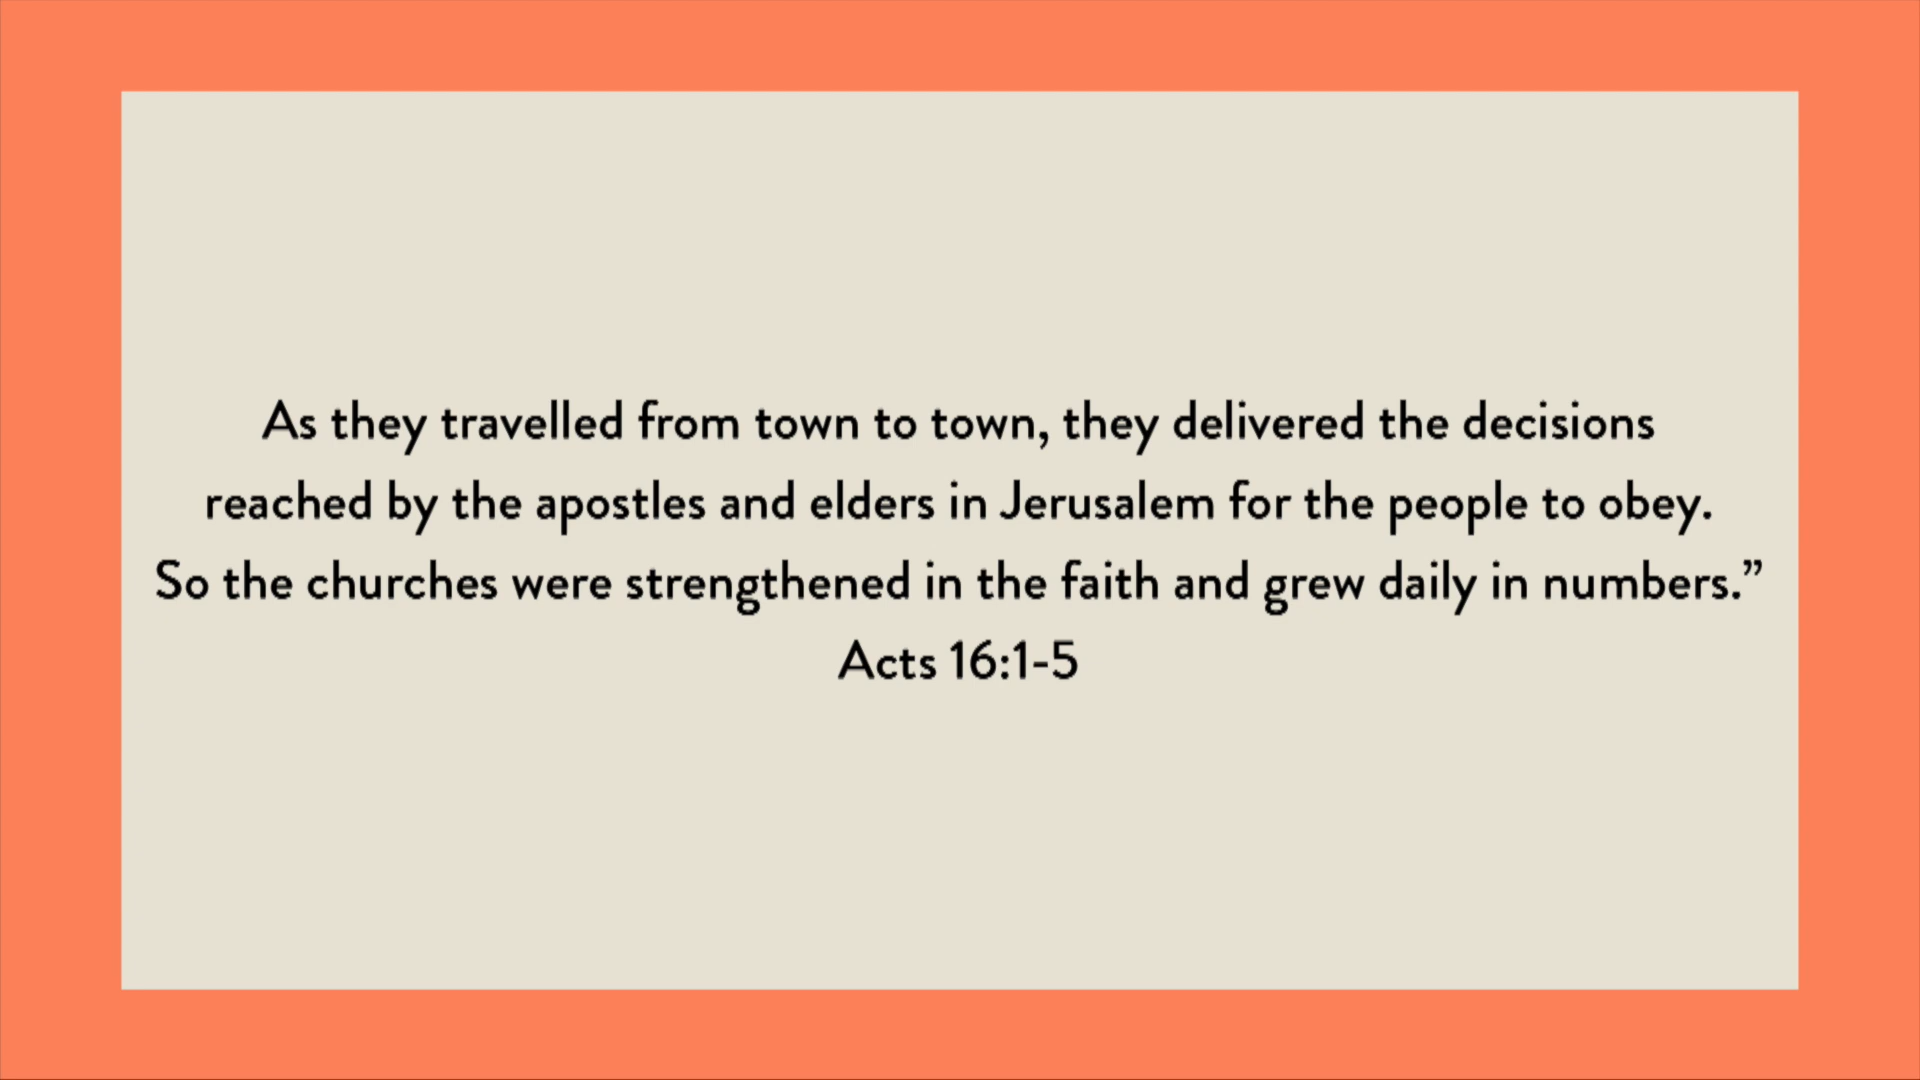 As they travelled from town to town, they delivered the decisions
reached by the apostles and elders in Jerusalem for the people to obey.
So the churches were strengthened in the faith and grew daily in numbers.”
Acts 16:1-5